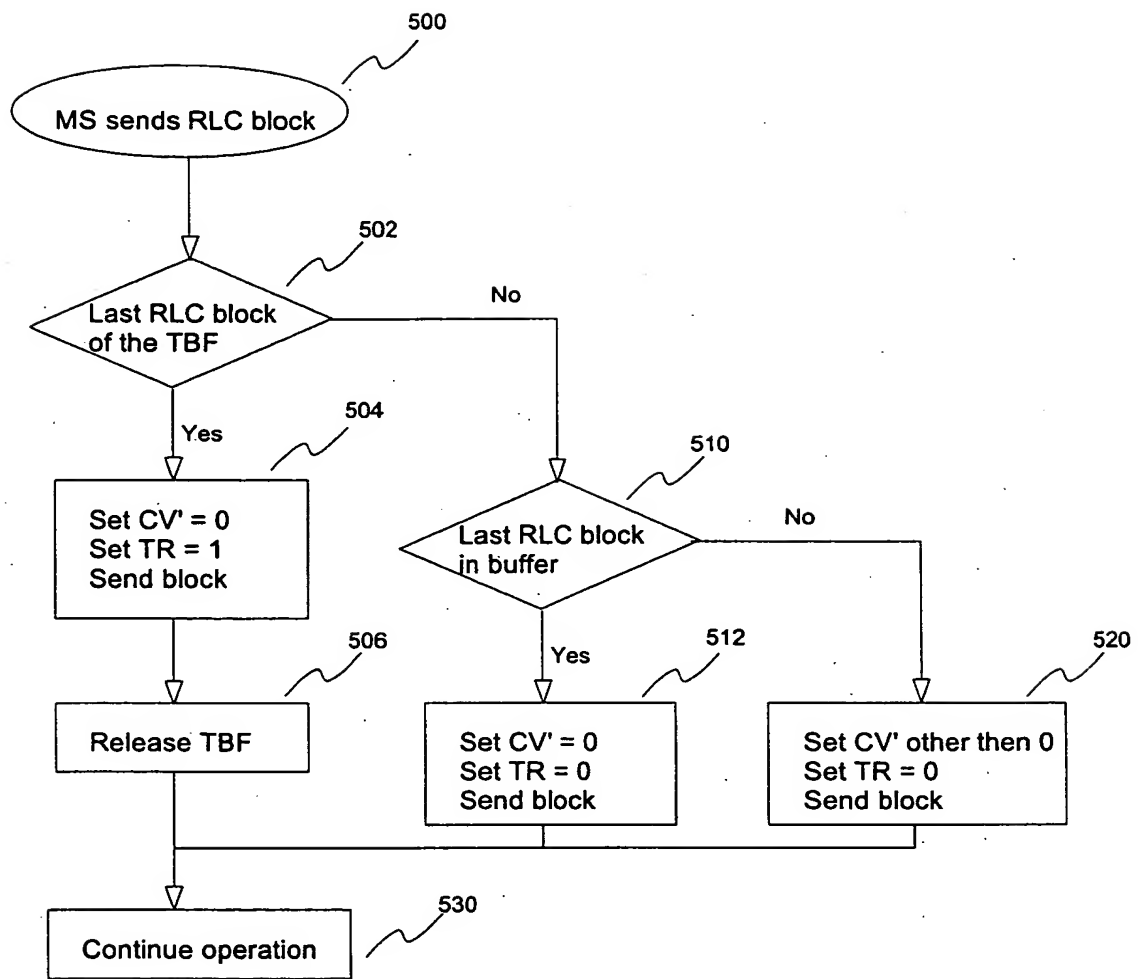 500
MS sends RLC block
502
Last RLC block
of the TBF
No
Yes
504
Set CV' = 0
Set TR = 1
Send block
510
Last RLC block
in buffer
No
Yes
506
Release TBF
512
Set CV' = 0
Set TR = 0
Send block
520
Set CV' other then 0
Set TR = 0
Send block
530
Continue operation